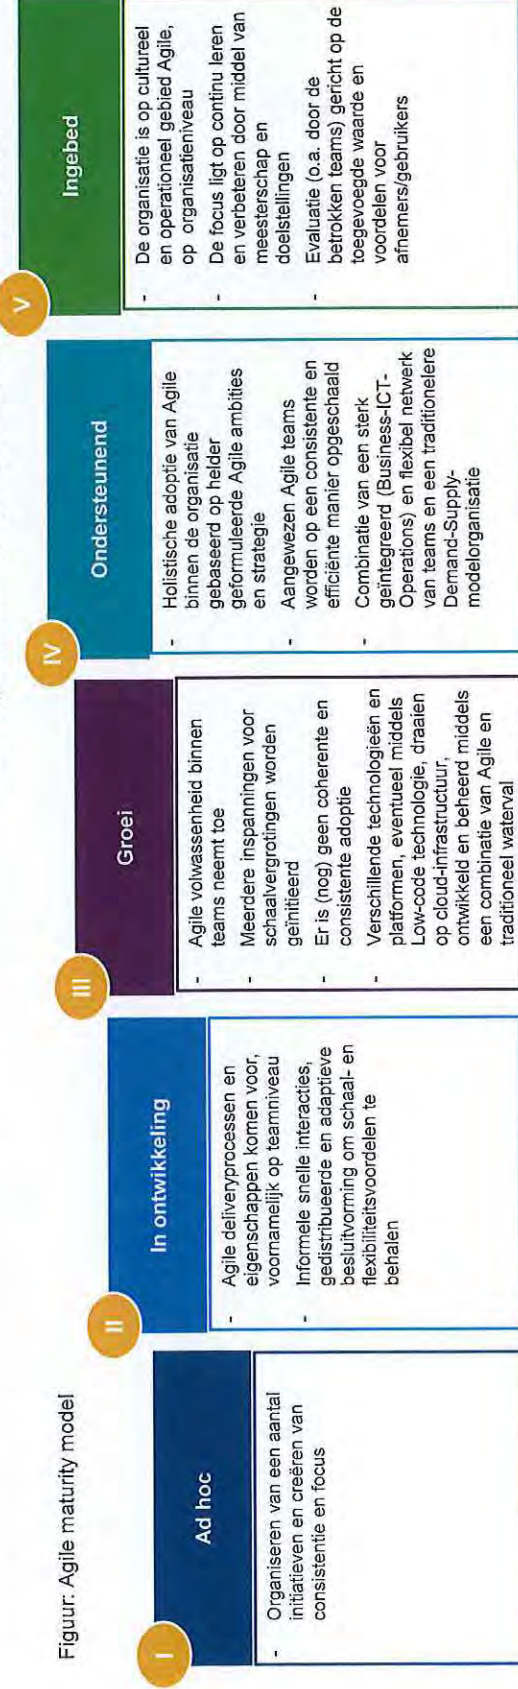 Figuur: Agile maturity model
I
Ad hoc
- Organiseren van een aantal
initiatieven en creëren van
consistentie en focus
II
In ontwikkeling
- Agile deliveryprocessen en
eigenschappen komen voor,
voornamelijk op teamniveau
- Informele snelle interacties,
gedistribueerde en adaptieve
besluitvorming om schaal- en
flexibiliteitsvoordelen te
behalen
III
Groei
- Agile volwassenheid binnen
teams neemt toe
- Meerdere inspanningen voor
schaalvergrotingen worden
geïnitieerd
- Er is (nog) geen coherente en
consistente adoptie
- Verschillende technologieën en
platformen, eventueel middels
Low-code technologie, draaien
op cloud-infrastructuur,
ontwikkeld en beheerd middels
een combinatie van Agile en
traditioneel waterval
IV
Ondersteunend
- Holistische adoptie van Agile
binnen de organisatie
gebaseerd op helder
geformuleerde Agile ambities
en strategie
- Aangewezen Agile teams
worden op een consistente en
efficiënte manier opgeschaald
- Combinatie van een sterk
geïntegreerd (Business-ICT-
Operations) en flexibel netwerk
van teams en een traditionelere
Demand-Supply-
modelorganisatie
V
Ingebed
- De organisatie is op cultureel
en operationeel gebied Agile,
op organisatieniveau
- De focus ligt op continu leren
en verbeteren door middel van
meesterschap en
doelstellingen
- Evaluatie (o.a. door de
betrokken teams) gericht op de
toegevoegde waarde en
voordelen voor
afnemers/gebruikers